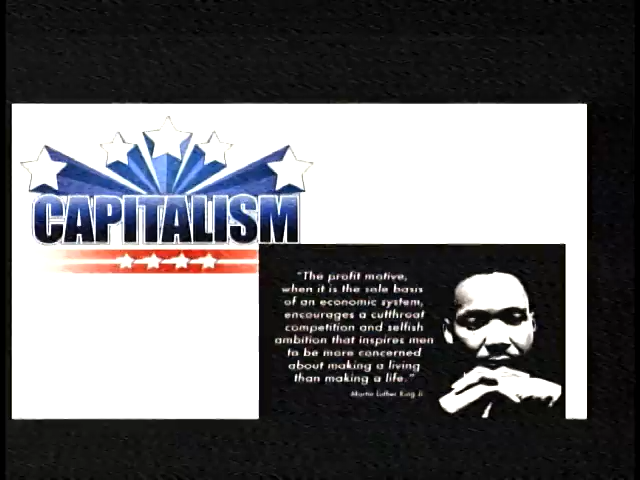 CAPITALISM
"The profit motive,
when it is the sole basis
of an economic system,
encourages a cutthroat
competition and selfish
ambition that inspires men
to be more concerned
about making a living
than making a life."
Martin Luther King Jr.